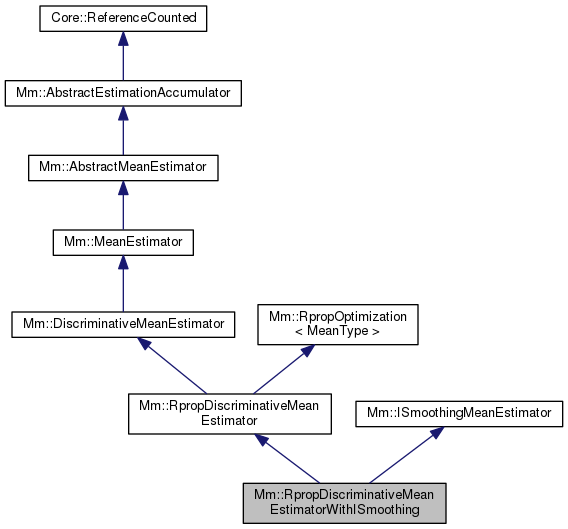 Core::ReferenceCounted
Mm::AbstractEstimationAccumulator
Mm::AbstractMeanEstimator
Mm::MeanEstimator
Mm::DiscriminativeMeanEstimator
Mm::RpropOptimization
< MeanType >
Mm::RpropDiscriminativeMean
Estimator
Mm::ISmoothingMeanEstimator
Mm::RpropDiscriminativeMean
EstimatorWithISmoothing